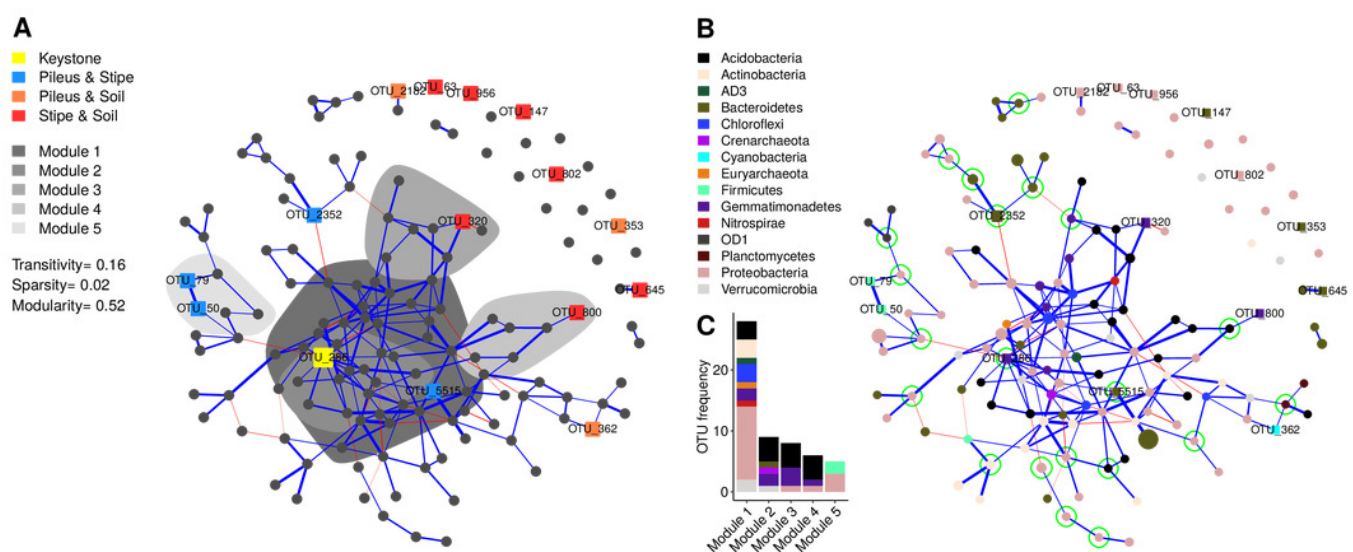 A
Keystone
Pileus & Stipe
Pileus & Soil
Stipe & Soil
Module 1
Module 2
Module 3
Module 4
Module 5
Transitivity= 0.16
Sparsity= 0.02
Modularity= 0.52
OTU_2182
OTU_63
OTU_956
OTU_147
OTU_802
OTU_2352
OTU_320
OTU_353
OTU_79
OTU_50
OTU_645
OTU_800
OTU_286
OTU_5515
OTU_362
B
Acidobacteria
Actinobacteria
AD3
Bacteroidetes
Chloroflexi
Crenarchaeota
Cyanobacteria
Euryarchaeota
Firmicutes
Gemmatimonadetes
Nitrospirae
OD1
Planctomycetes
Proteobacteria
Verrucomicrobia
OTU_2182
OTU_63
OTU_956
OTU_147
OTU_802
OTU_2352
OTU_320
OTU_353
OTU_79
OTU_50
OTU_645
OTU_800
OTU_286
OTU_5515
OTU_362
C
OTU frequency
20
10
0
Module 1
Module 2
Module 3
Module 4
Module 5